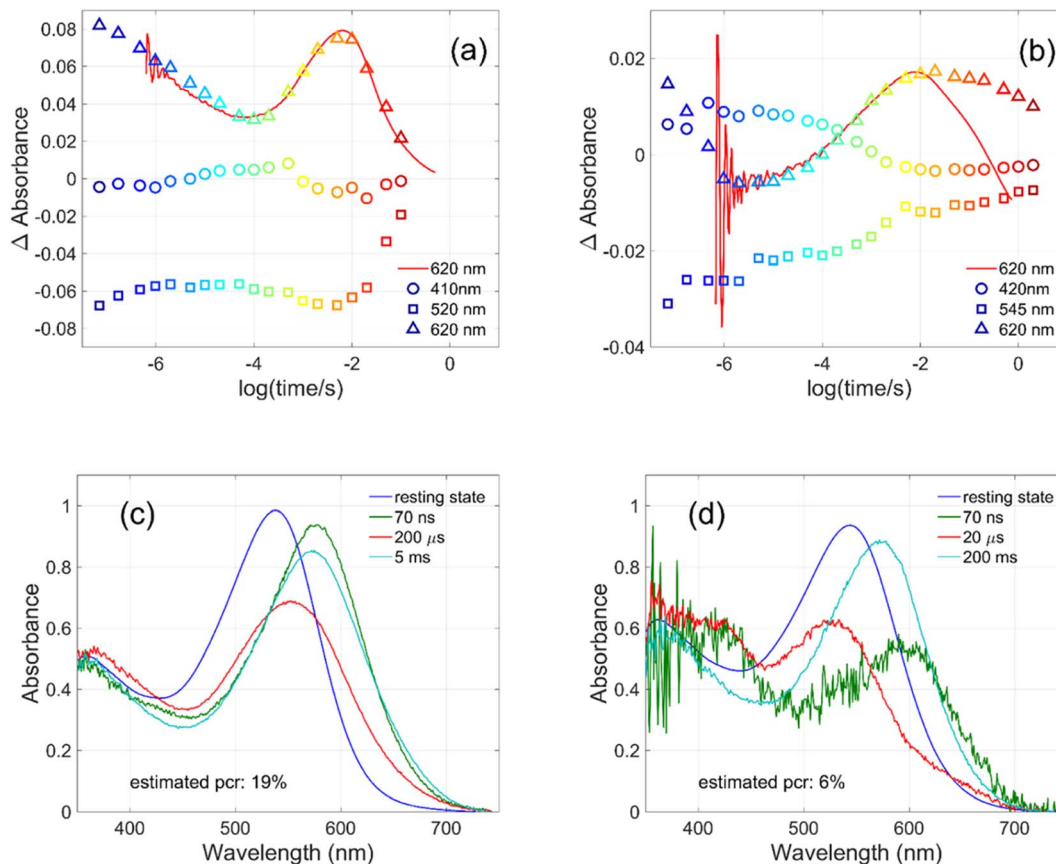 (a)
Δ Absorbance
0.08
0.06
0.04
0.02
0
-0.02
-0.04
-0.06
-0.08
620 nm
410nm
520 nm
620 nm
-6
-4
-2
0
log(time/s)
(b)
Δ Absorbance
0.02
0
-0.02
-0.04
620 nm
420nm
545 nm
620 nm
-6
-4
-2
0
log(time/s)
(c)
Absorbance
1
0.8
0.6
0.4
0.2
0
resting state
70 ns
200 μs
5 ms
estimated pcr: 19%
400
500
600
700
Wavelength (nm)
(d)
Absorbance
1
0.8
0.6
0.4
0.2
0
resting state
70 ns
20 μs
200 ms
estimated pcr: 6%
400
500
600
700
Wavelength (nm)